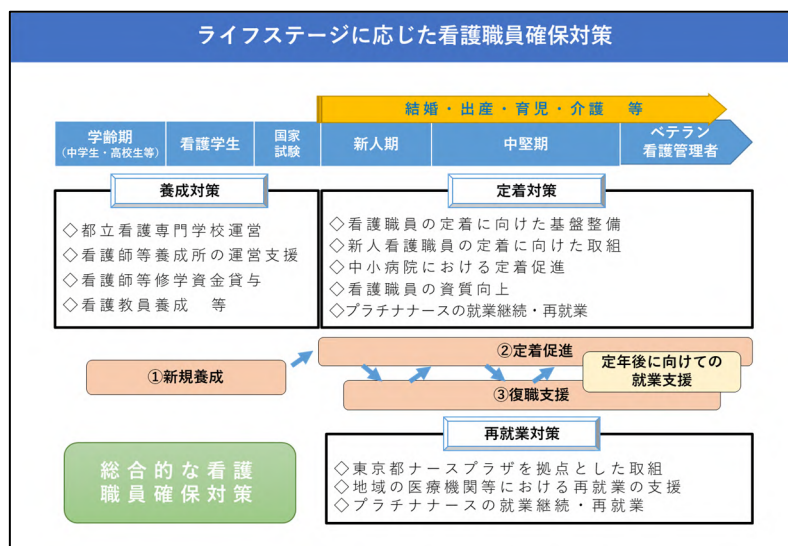 ライフステージに応じた看護職員確保対策
結婚・出産・育児・介護 等
学齢期
（中学生・高校生等）
看護学生
国家
試験
新人期
中堅期
ベテラン
看護管理者
養成対策
◇都立看護専門学校運営
◇看護師等養成所の運営支援
◇看護師等修学資金貸与
◇看護教員養成 等
定着対策
◇看護職員の定着に向けた基盤整備
◇新人看護職員の定着に向けた取組
◇中小病院における定着促進
◇看護職員の資質向上
◇プラチナナースの就業継続・再就業
①新規養成
②定着促進
定年後に向けての
就業支援
③復職支援
再就業対策
◇東京都ナースプラザを拠点とした取組
◇地域の医療機関等における再就業の支援
◇プラチナナースの就業継続・再就業
総合的な看護
職員確保対策